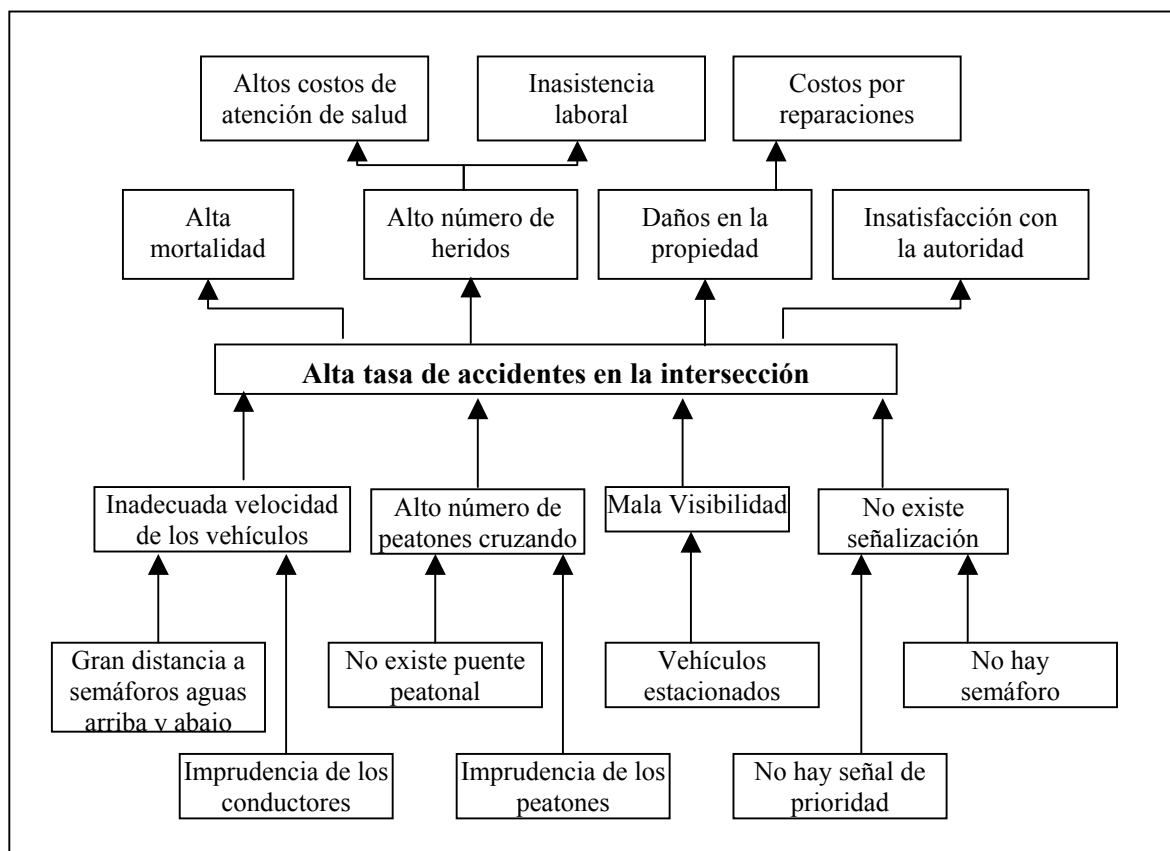 Altos costos de
atención de salud
Inasistencia
laboral
Costos por
reparaciones
Alta
mortalidad
Alto número de
heridos
Daños en la
propiedad
Insatisfacción con
la autoridad
Alta tasa de accidentes en la intersección
Inadecuada velocidad
de los vehículos
Alto número de
peatones cruzando
Mala Visibilidad
No existe
señalización
Gran distancia a
semáforos aguas
arriba y abajo
No existe puente
peatonal
Vehículos
estacionados
No hay
semáforo
Imprudencia de los
conductores
Imprudencia de los
peatones
No hay señal de
prioridad